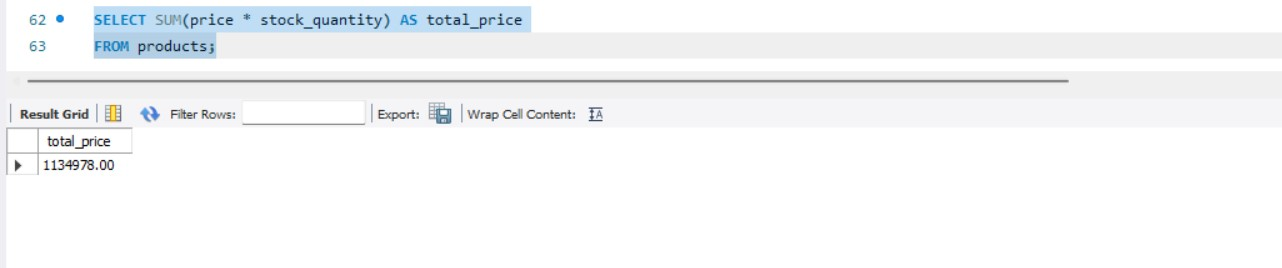 62 SELECT SUM(price * stock_quantity) AS total_price
63 FROM products;
Result Grid Filter Rows: Export: Wrap Cell Content: IA
total_price
1134978.00